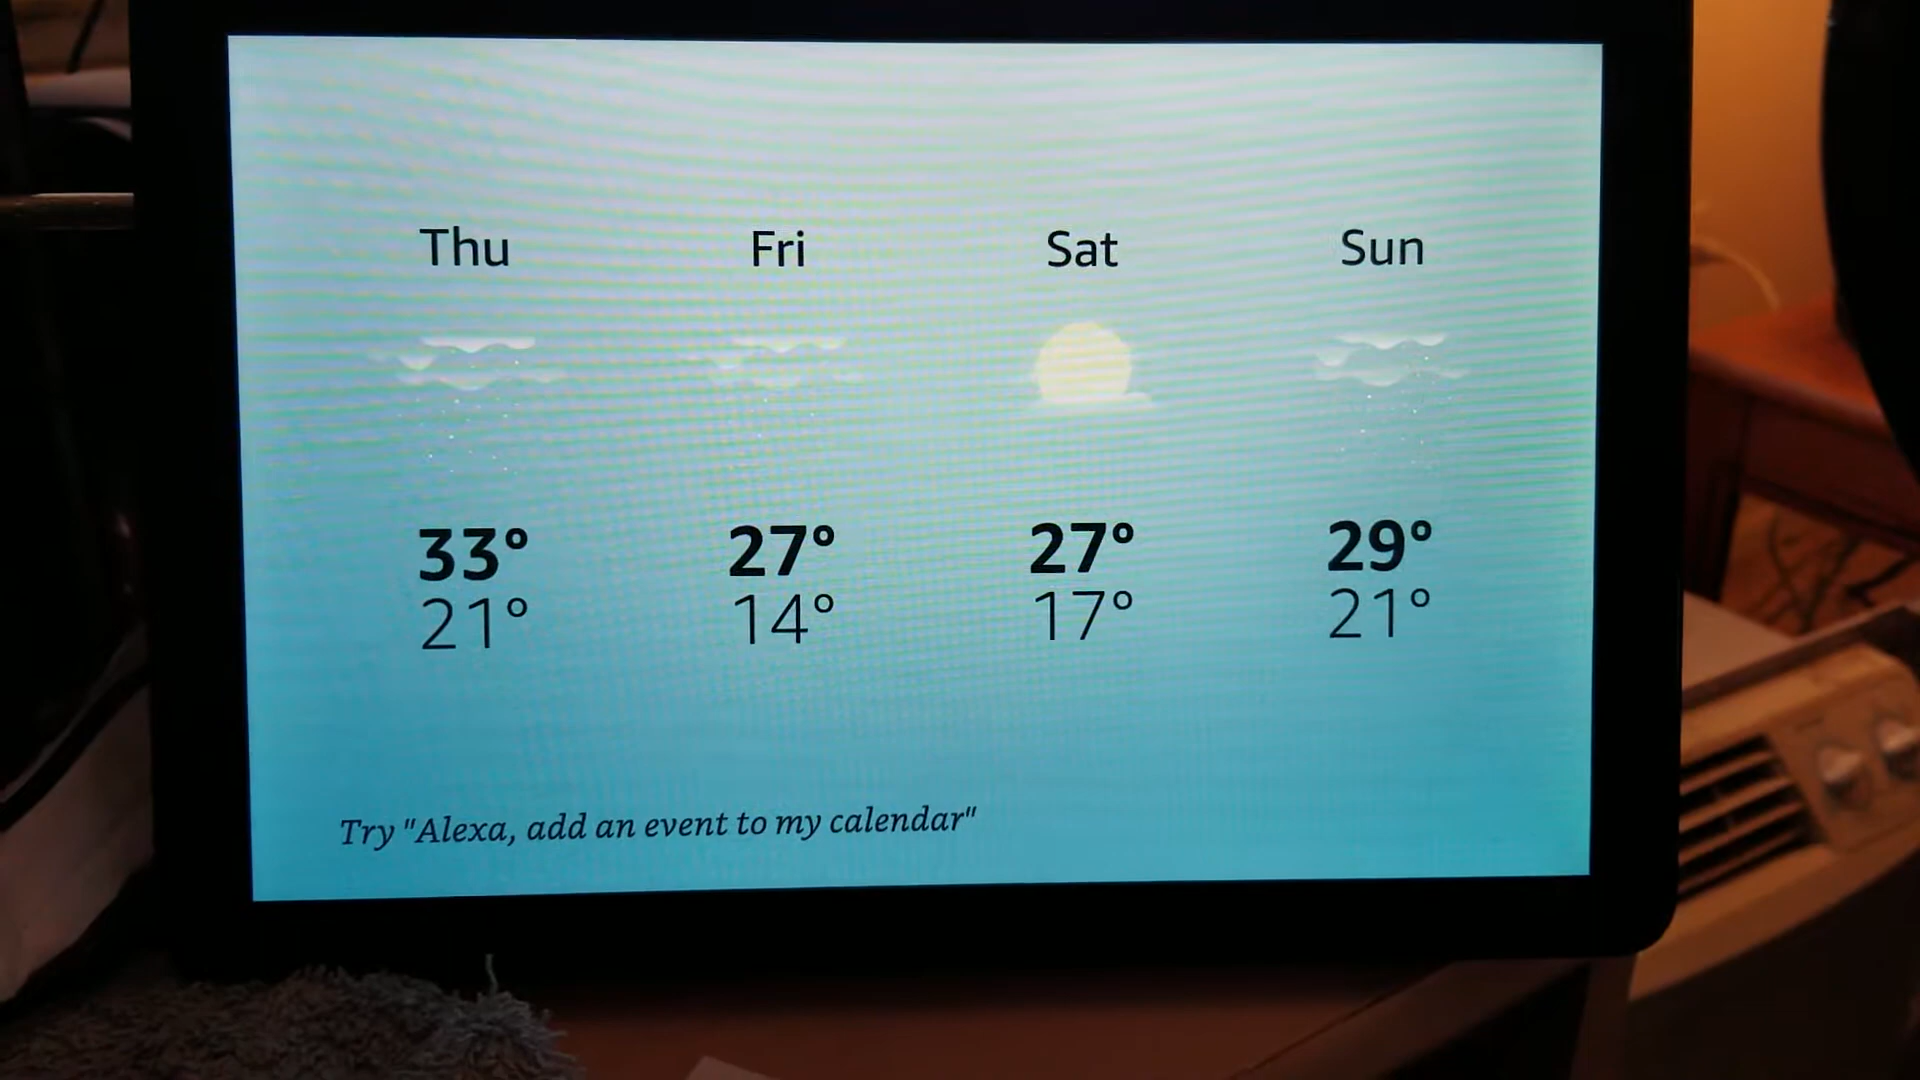 Thu Fri Sat Sun
33° 27° 27° 29°
21° 14° 17° 21°
Try "Alexa, add an event to my calendar"